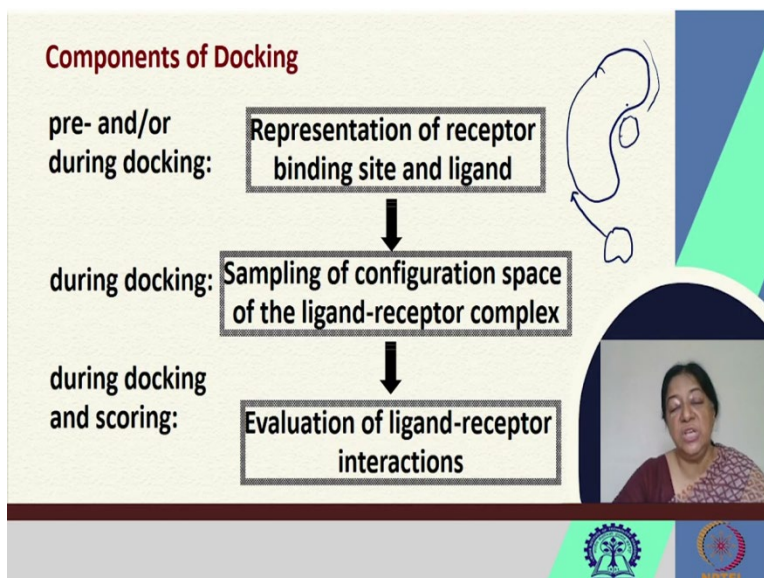 Components of Docking
pre- and/or
during docking:
Representation of receptor
binding site and ligand
during docking:
Sampling of configuration space
of the ligand-receptor complex
during docking
and scoring:
Evaluation of ligand-receptor
interactions